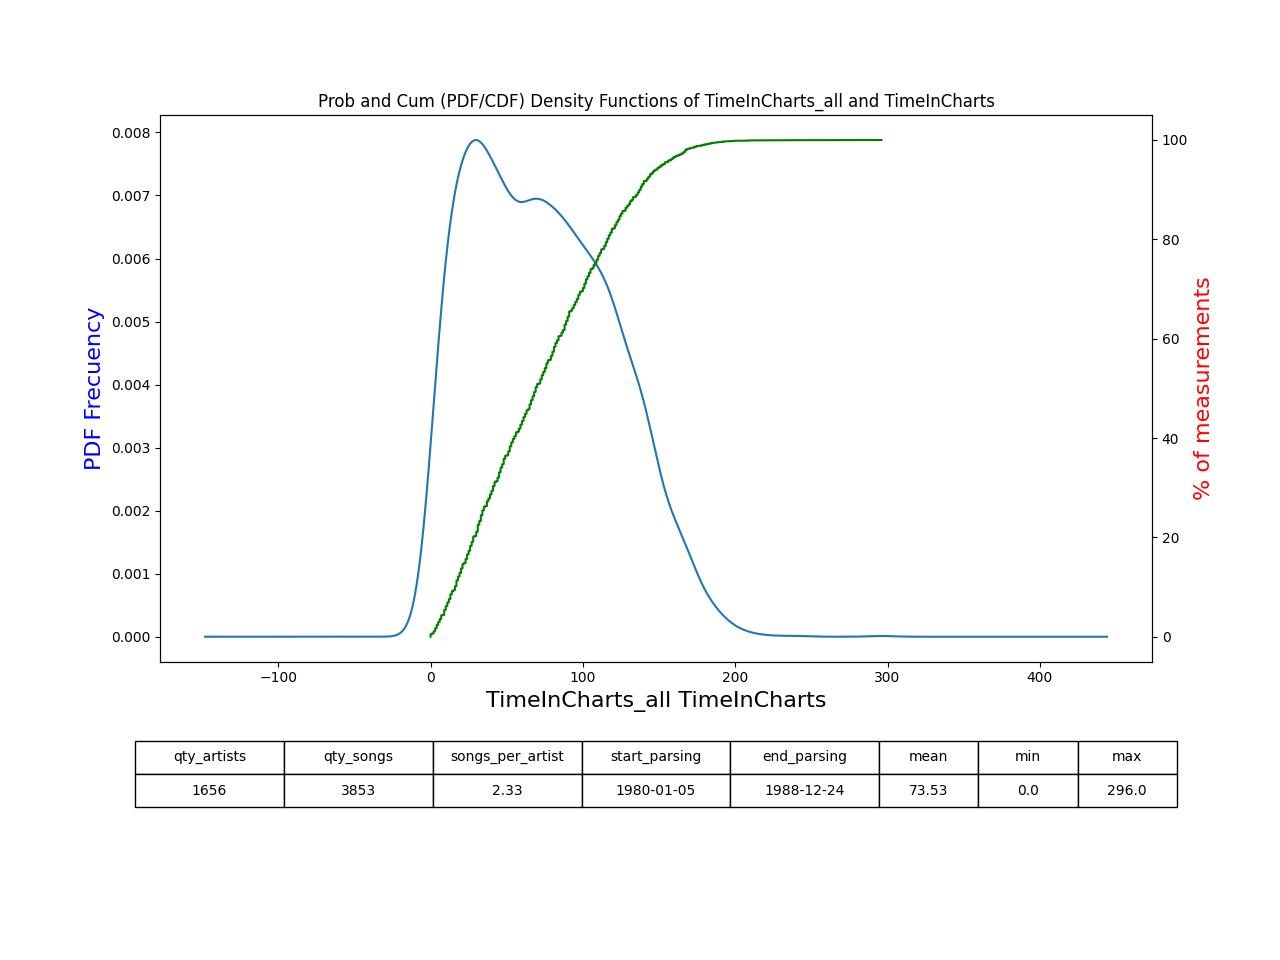 Prob and Cum (PDF/CDF) Density Functions of TimeInCharts_all and TimeInCharts
0.008
0.007
0.006
0.005
0.004
0.003
0.002
0.001
0.000
PDF Frecuency
100
80
60
40
20
0
% of measurements
−100 0 100 200 300 400
TimeInCharts_all TimeInCharts
qty_artists qty_songs songs_per_artist start_parsing end_parsing mean min max
1656 3853 2.33 1980-01-05 1988-12-24 73.53 0.0 296.0